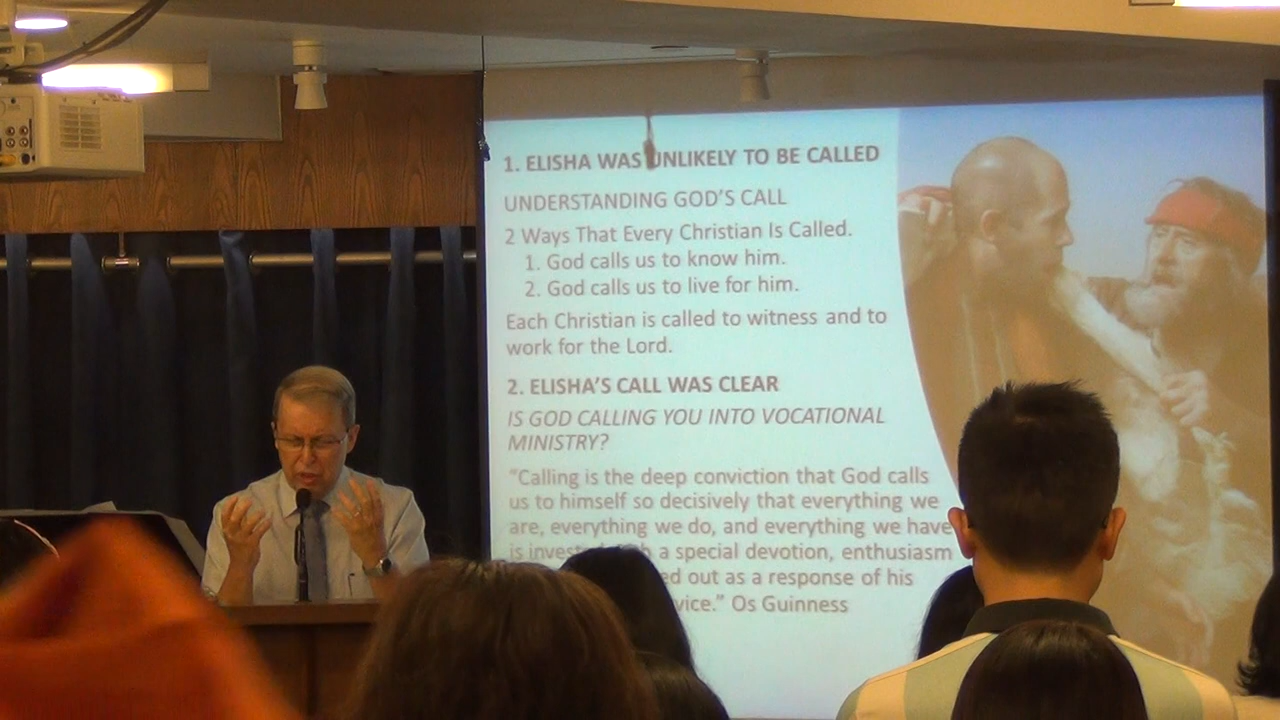 1. ELISHA WAS UNLIKELY TO BE CALLED
UNDERSTANDING GOD'S CALL
2 Ways That Every Christian Is Called.
1. God calls us to know him.
2. God calls us to live for him.
Each Christian is called to witness and to
work for the Lord.
2. ELISHA'S CALL WAS CLEAR
IS GOD CALLING YOU INTO VOCATIONAL
MINISTRY?
"Calling is the deep conviction that God calls
us to himself so decisively that everything we
are, everything we do, and everything we have
is a special devotion, enthusiasm
out as a response of his
Os Guinness